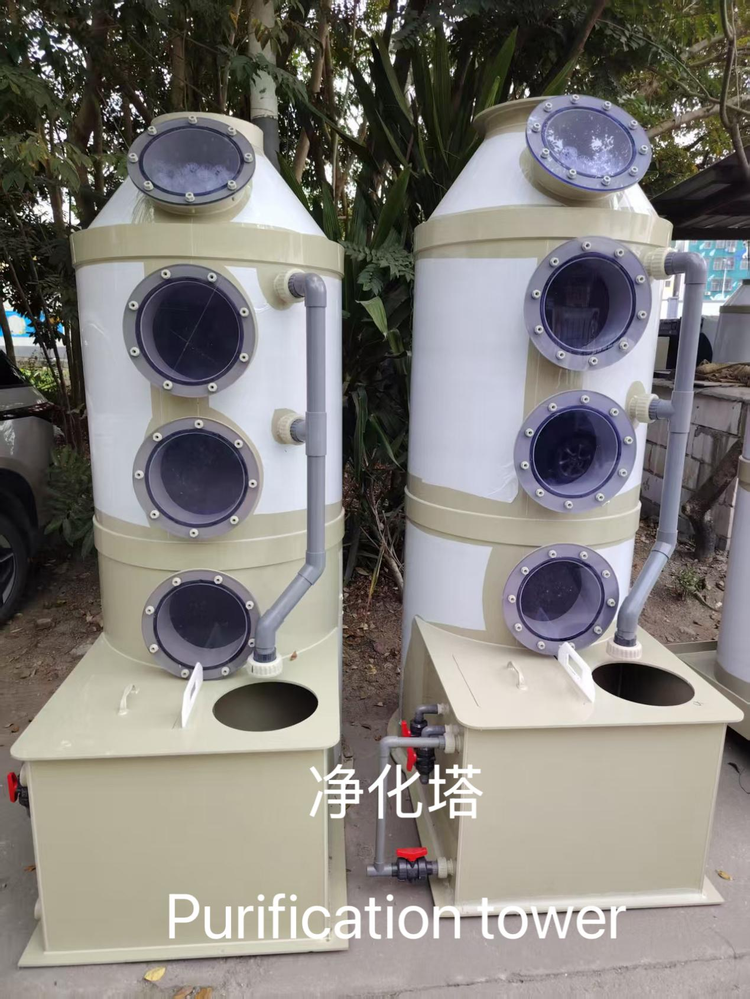 净化塔
Purification tower